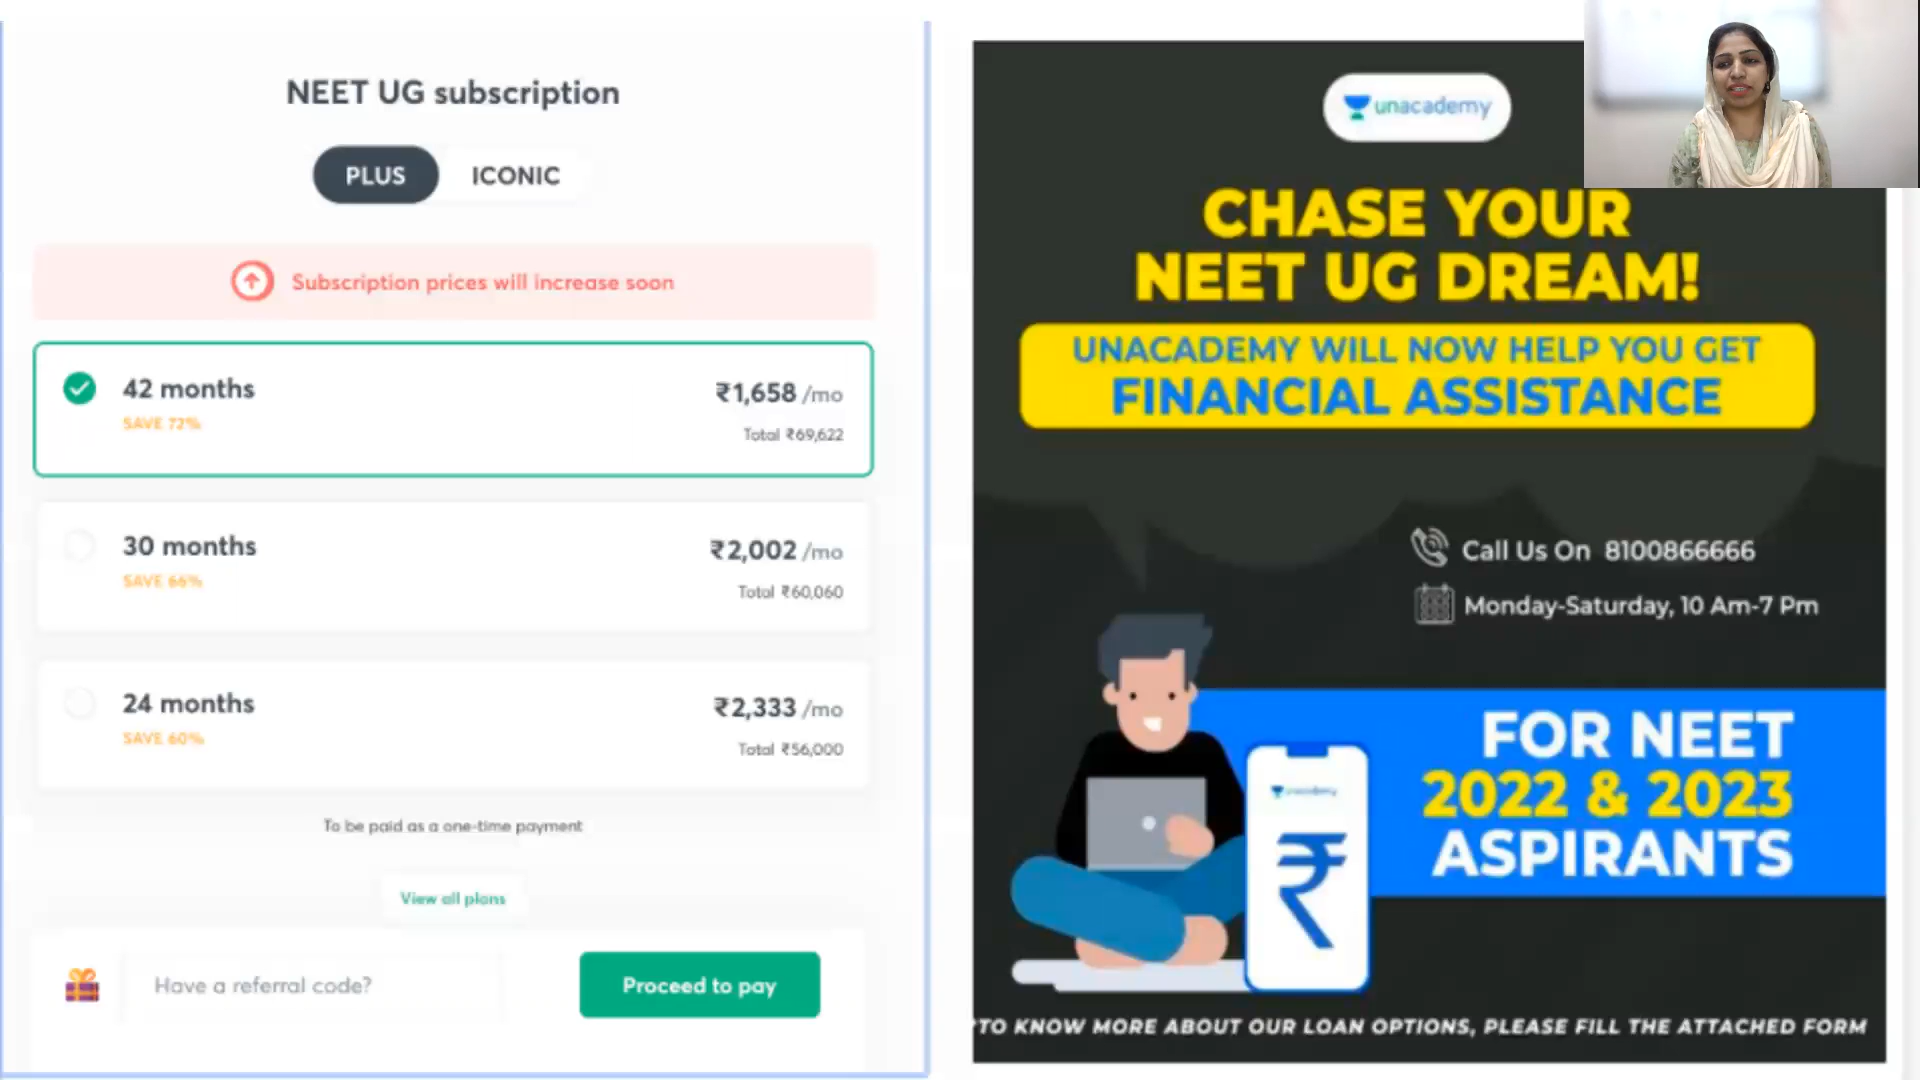 NEET UG subscription
PLUS
ICONIC
Subscription prices will increase soon
42 months
₹1,658 /mo
SAVE 72%
Total ₹69,622
30 months
₹2,002 /mo
SAVE 66%
Total ₹60,060
24 months
₹2,333 /mo
SAVE 60%
Total ₹56,000
To be paid as a one-time payment
View all plans
Have a referral code?
Proceed to pay
unacademy
CHASE YOUR
NEET UG DREAM!
UNACADEMY WILL NOW HELP YOU GET
FINANCIAL ASSISTANCE
Call Us On 8100866666
Monday-Saturday, 10 Am-7 Pm
FOR NEET
2022 & 2023
ASPIRANTS
unacademy
₹
*TO KNOW MORE ABOUT OUR LOAN OPTIONS, PLEASE FILL THE ATTACHED FORM